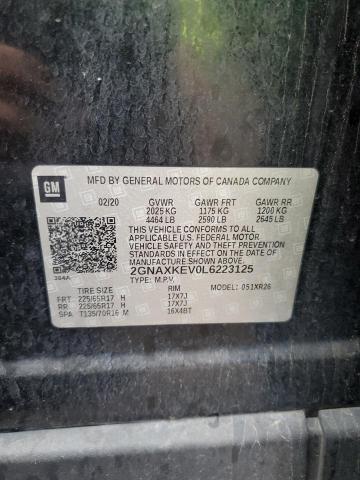 GM
MFD BY GENERAL MOTORS OF CANADA COMPANY
02/20 GVWR GAWR FRT GAWR RR
2025 KG 1175 KG 1200 KG
4464 LB 2590 LB 2645 LB
THIS VEHICLE CONFORMS TO ALL
APPLICABLE U.S. FEDERAL MOTOR
VEHICLE SAFETY AND THEFT PREVENTION
STANDARDS IN EFFECT ON THE DATE OF
MANUFACTURE SHOWN ABOVE.
2GNAXKEV0L6223125
384A TYPE: M.P.V. MODEL: 051XR26
TIRE SIZE RIM
FRT 225/65R17 H 17X7J
RR 225/65R17 H 17X7J
SPA T135/70R16 M 16X4BT